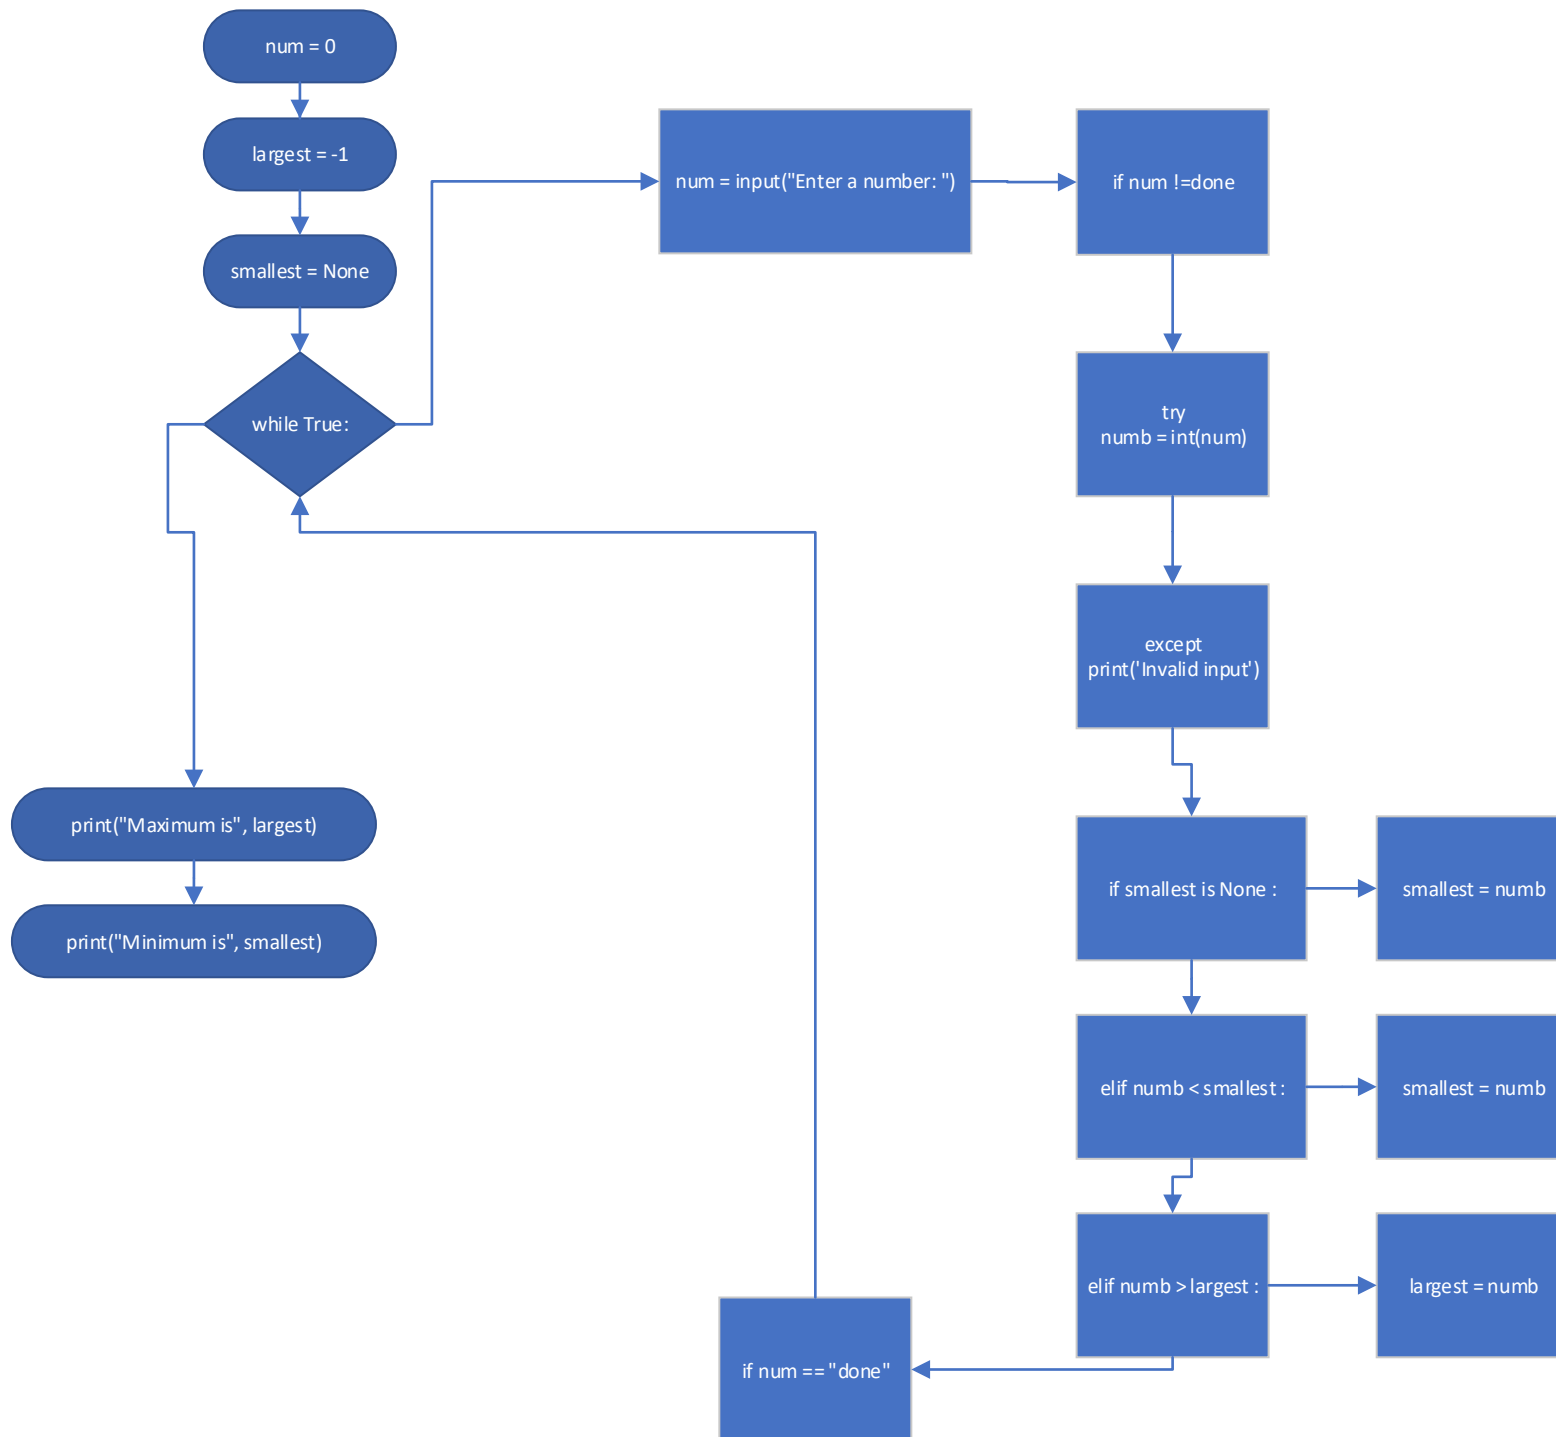 num = 0
largest = -1
smallest = None
while True:
print("Maximum is", largest)
print("Minimum is", smallest)
num = input("Enter a number: ")
if num !=done
try
numb = int(num)
except
print('Invalid input')
if smallest is None :
smallest = numb
elif numb < smallest :
smallest = numb
elif numb > largest :
largest = numb
if num == "done"